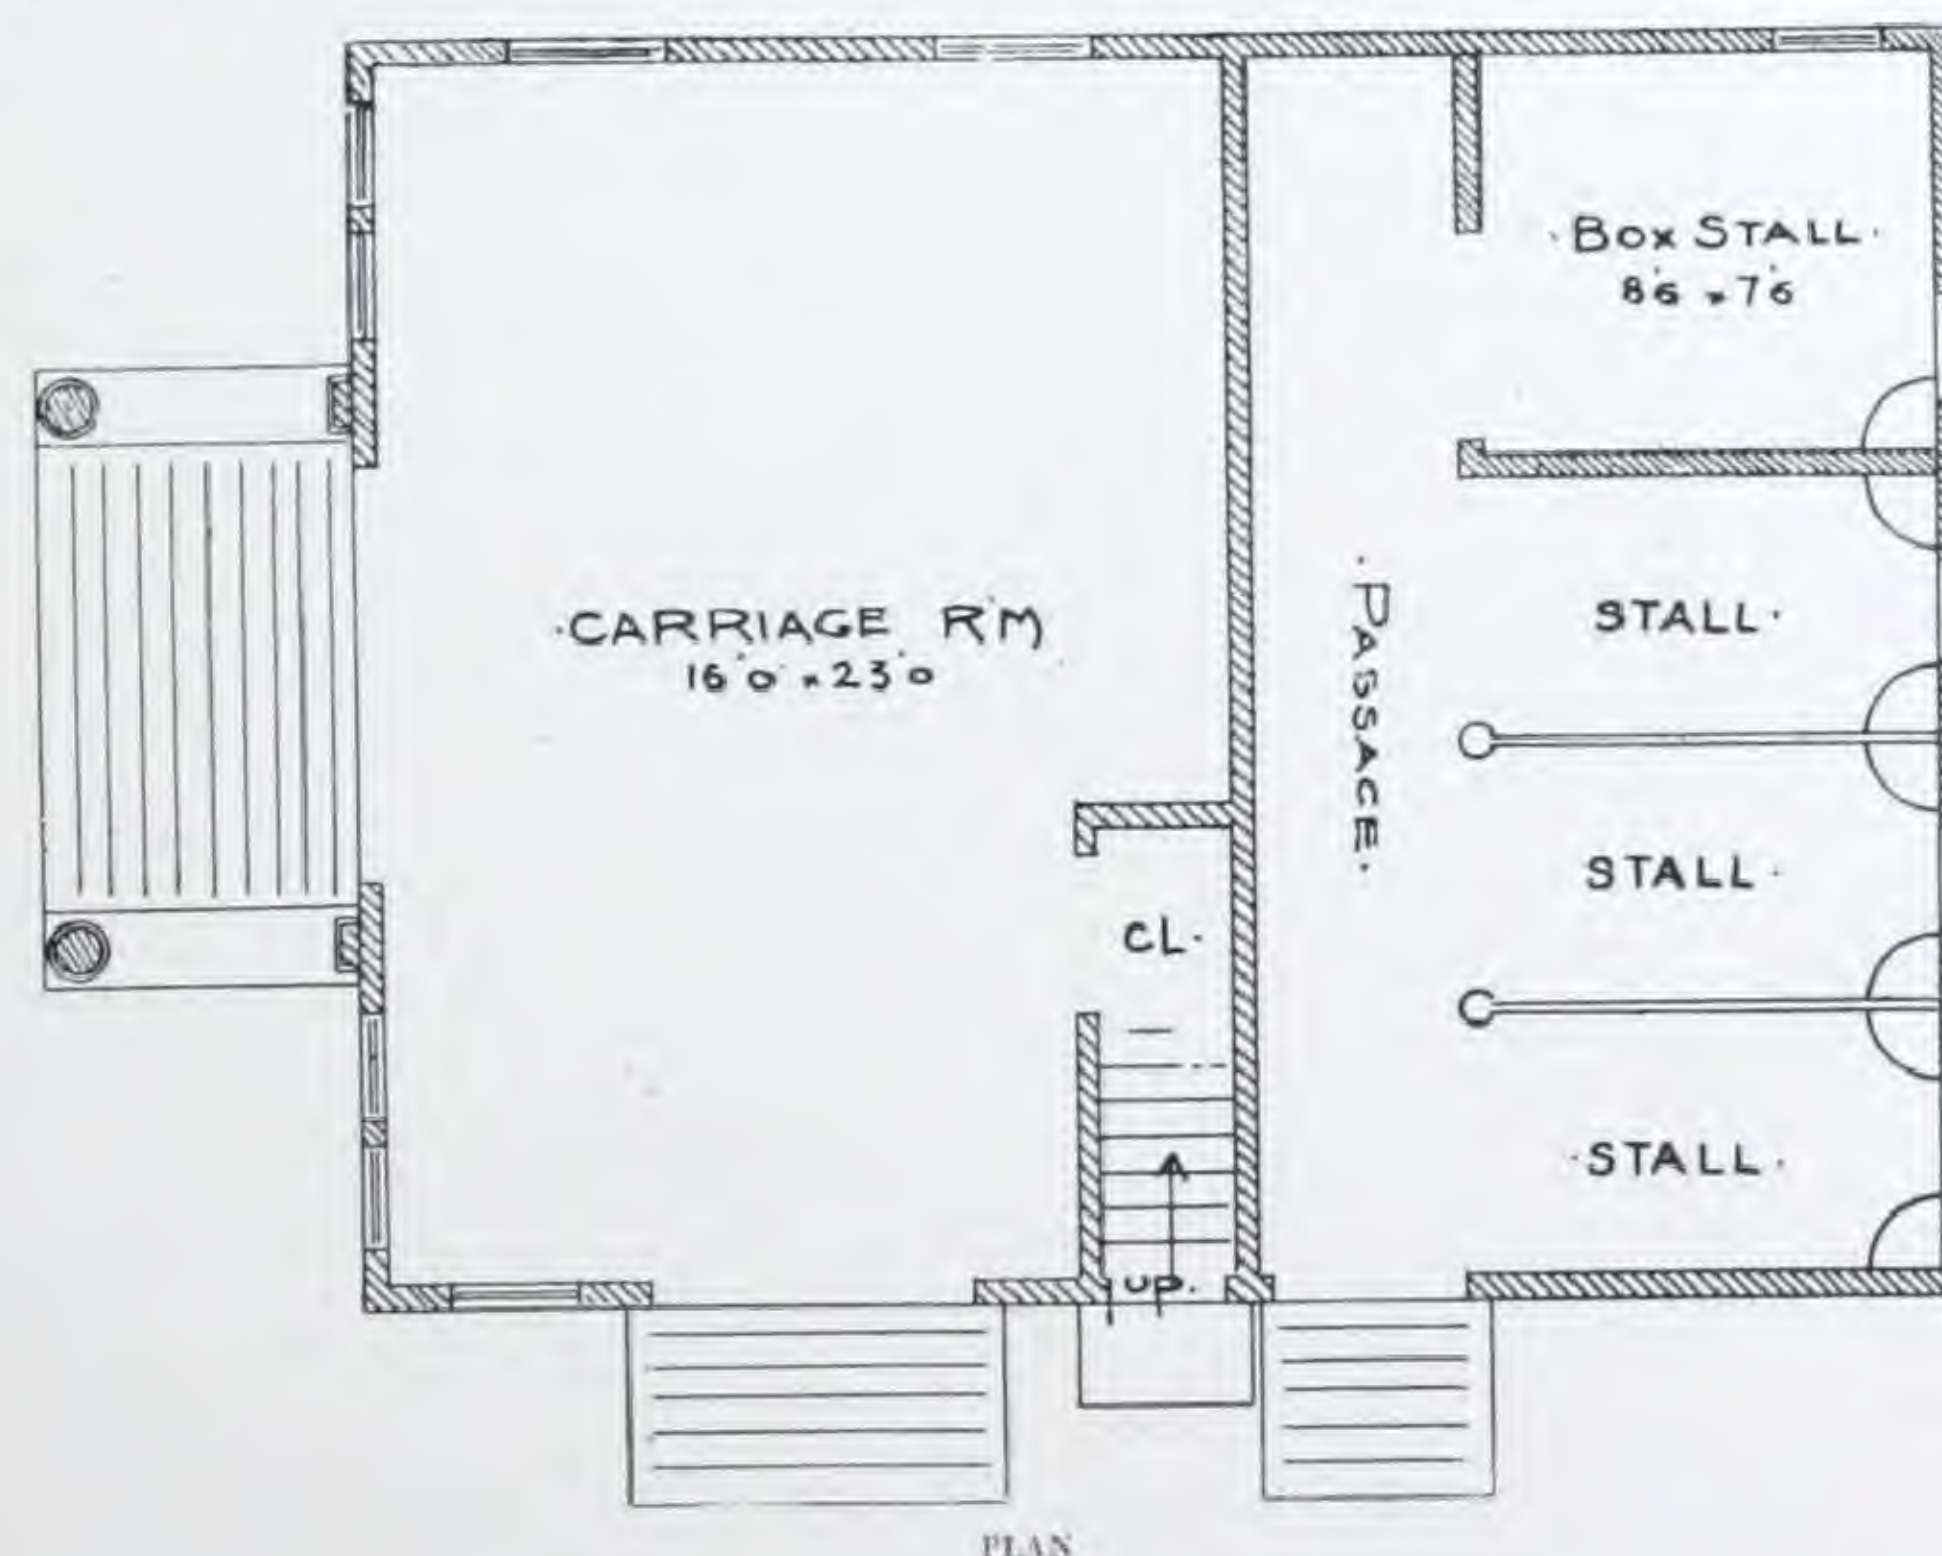 ·BOX STALL·
8'6 × 7'6
·CARRIAGE R'M
16'0 × 23'0
·PASSAGE·
STALL·
STALL·
CL·
·STALL·
UP.
PLAN